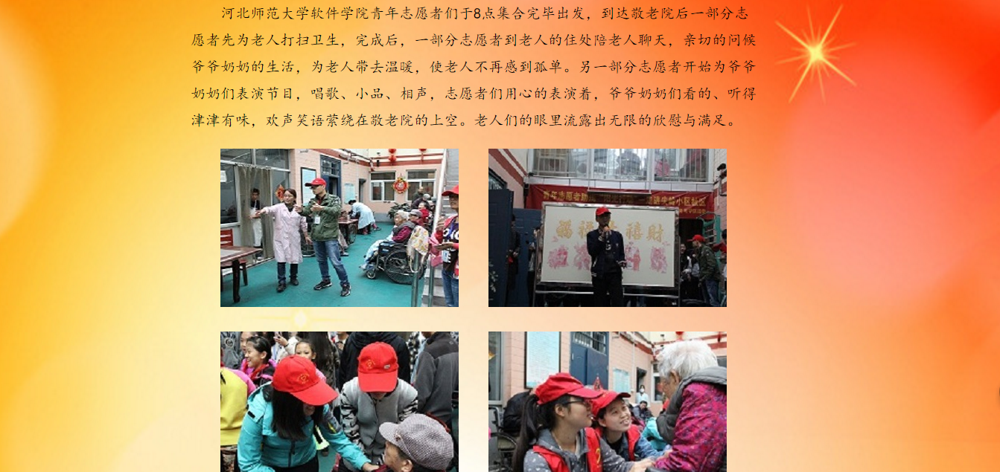 河北师范大学软件学院青年志愿者们于8点集合完毕出发，到达敬老院后一部分志
愿者先为老人打扫卫生，完成后，一部分志愿者到老人的住处陪老人聊天，亲切的问候
爷爷奶奶的生活，为老人带去温暖，使老人不再感到孤单。另一部分志愿者开始为爷爷
奶奶们表演节目，唱歌、小品、相声，志愿者们用心的表演着，爷爷奶奶们看的、听得
津津有味，欢声笑语萦绕在敬老院的上空。老人们的眼里流露出无限的欣慰与满足。